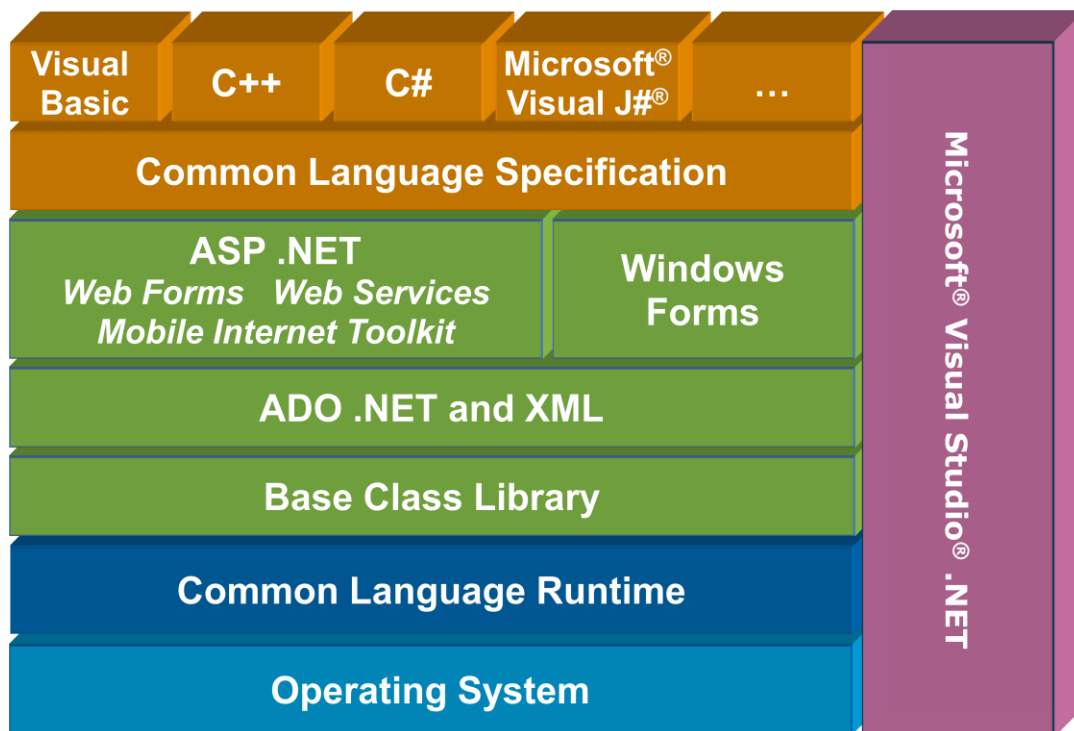 Visual
Basic
C++
C#
Microsoft®
Visual J#®
...
Common Language Specification
ASP .NET
Web Forms Web Services
Mobile Internet Toolkit
Windows
Forms
ADO .NET and XML
Base Class Library
Common Language Runtime
Operating System
Microsoft® Visual Studio® .NET